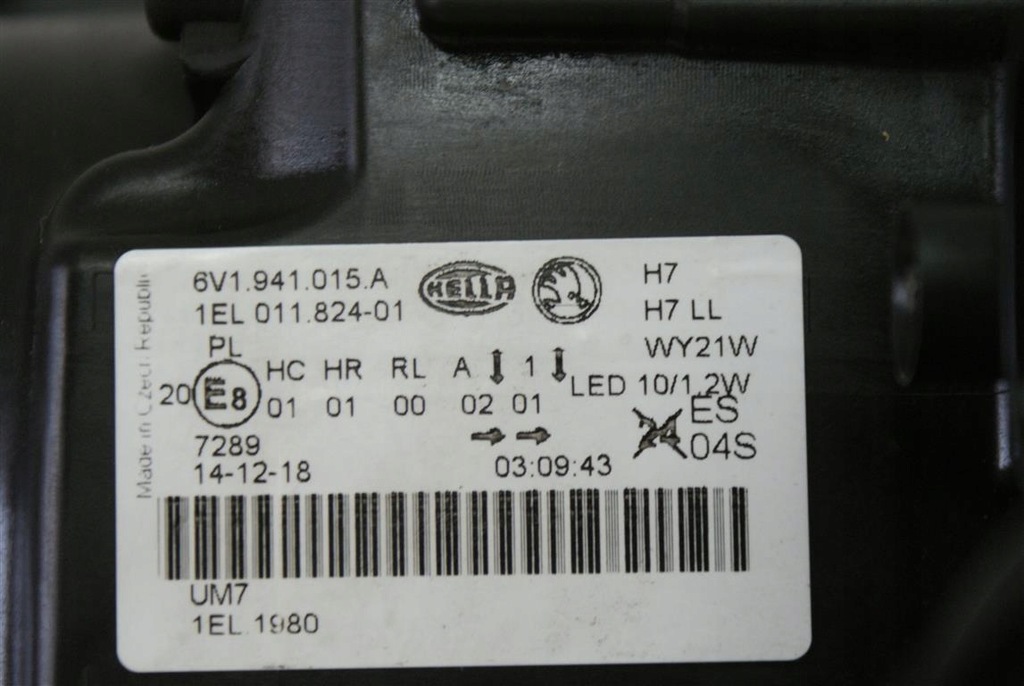 6V1.941.015.A
HELLA
1EL 011.824-01
H7
H7 LL
WY21W
LED 10/1,2W
PL
HC HR RL A 1
20 E8
01 01 00 02 01
7289
14-12-18
03:09:43
24
ES
04S
Made in Czech Republic
UM7
1EL 1980